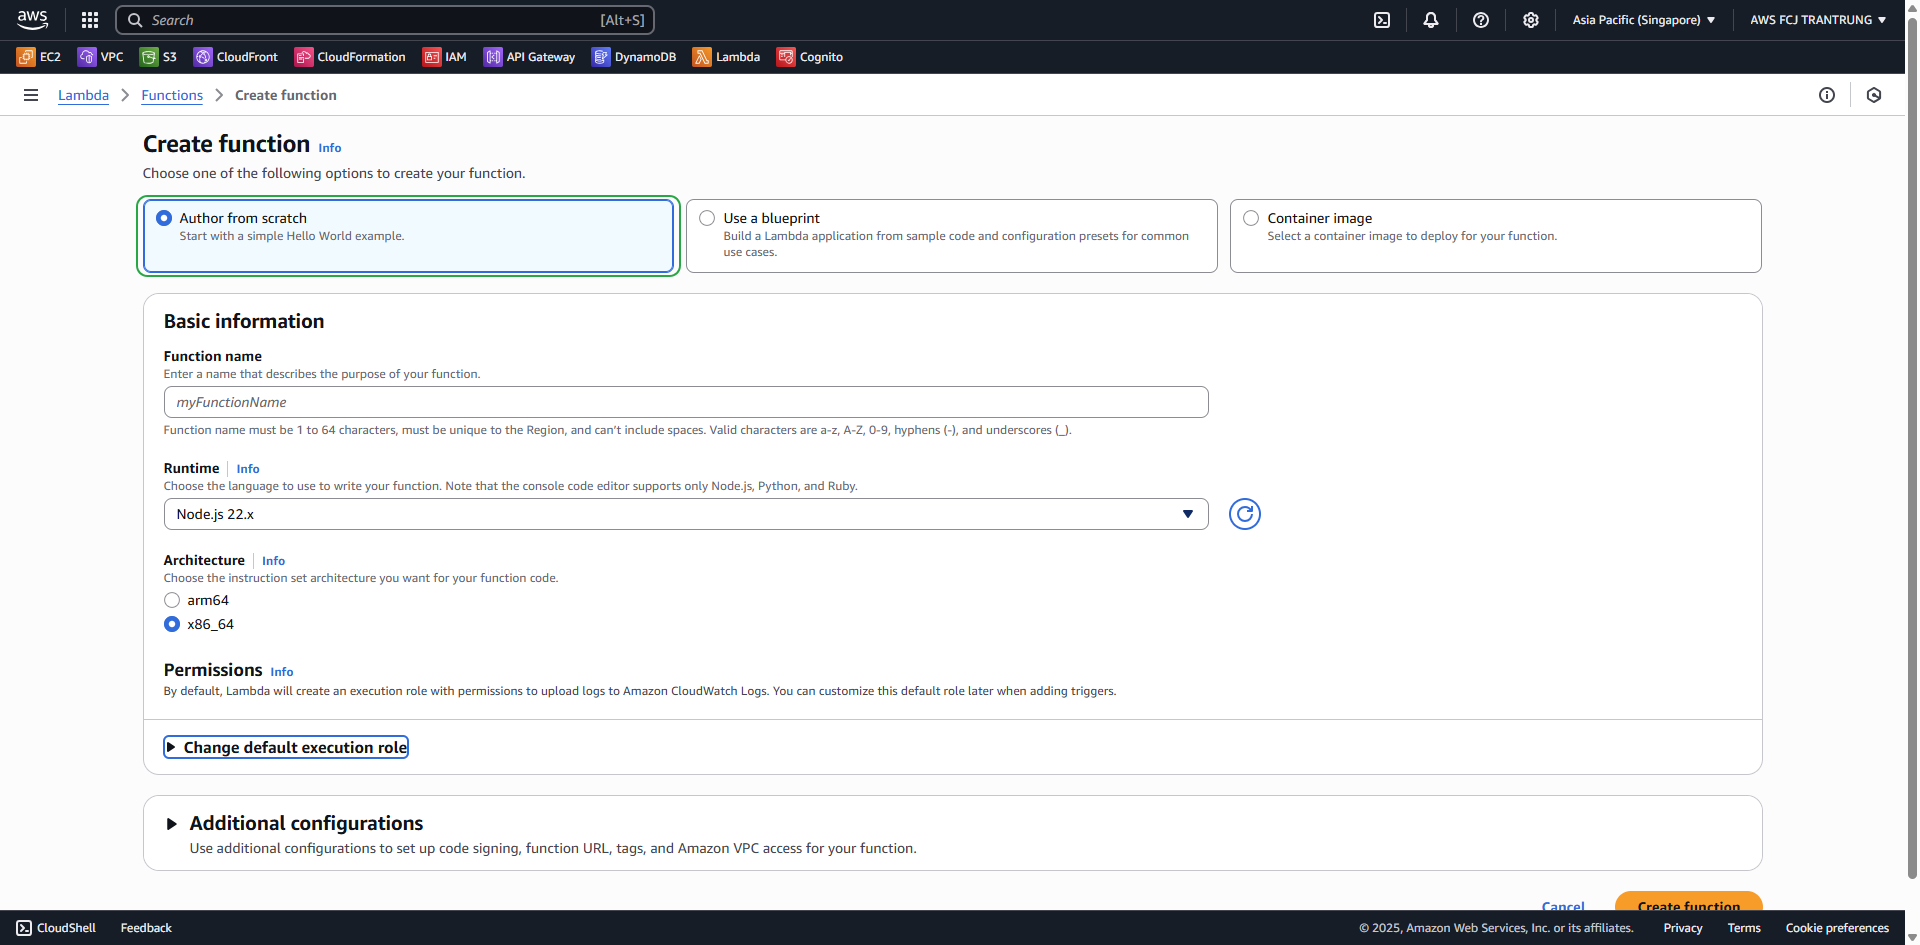 aws
Search [Alt+S]
Asia Pacific (Singapore)
AWS FCJ TRANTRUNG
EC2 VPC S3 CloudFront CloudFormation IAM API Gateway DynamoDB Lambda Cognito
Lambda Functions Create function
Create function Info
Choose one of the following options to create your function.
Author from scratch
Start with a simple Hello World example.
Use a blueprint
Build a Lambda application from sample code and configuration presets for common
use cases.
Container image
Select a container image to deploy for your function.
Basic information
Function name
Enter a name that describes the purpose of your function.
myFunctionName
Function name must be 1 to 64 characters, must be unique to the Region, and can't include spaces. Valid characters are a-z, A-Z, 0-9, hyphens (-), and underscores (_).
Runtime Info
Choose the language to use to write your function. Note that the console code editor supports only Node.js, Python, and Ruby.
Node.js 22.x
Architecture Info
Choose the instruction set architecture you want for your function code.
arm64
x86_64
Permissions Info
By default, Lambda will create an execution role with permissions to upload logs to Amazon CloudWatch Logs. You can customize this default role later when adding triggers.
Change default execution role
Additional configurations
Use additional configurations to set up code signing, function URL, tags, and Amazon VPC access for your function.
Cancel Create function
CloudShell Feedback © 2025, Amazon Web Services, Inc. or its affiliates. Privacy Terms Cookie preferences